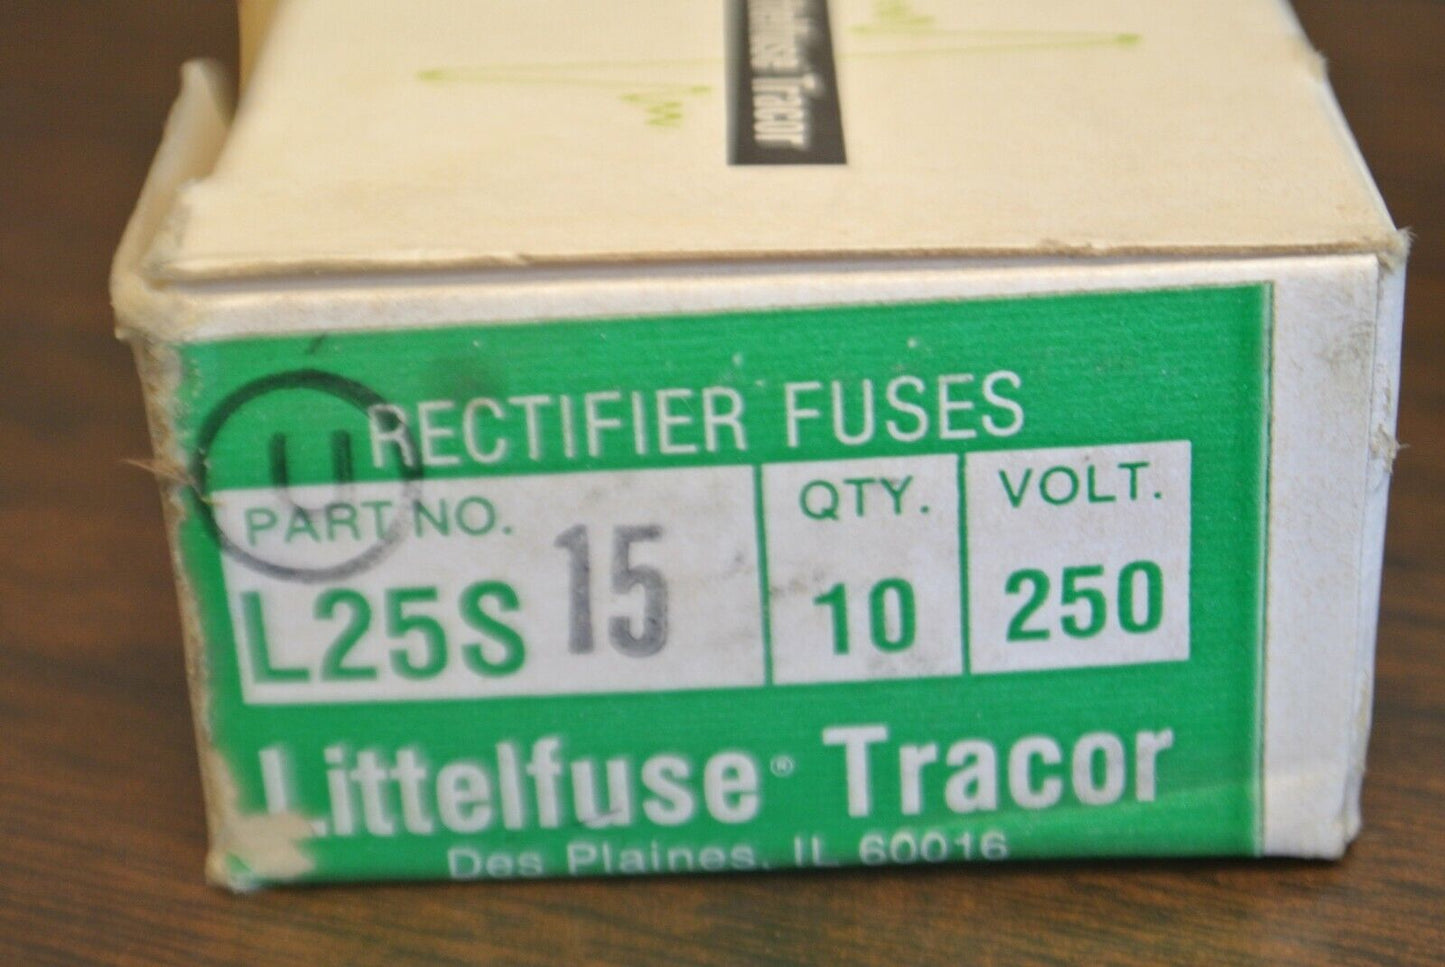 Littelfuse Tracor
U
RECTIFIER FUSES
PART NO. QTY. VOLT.
L25S 15 10 250
Littelfuse® Tracor
Des Plaines, IL 60016